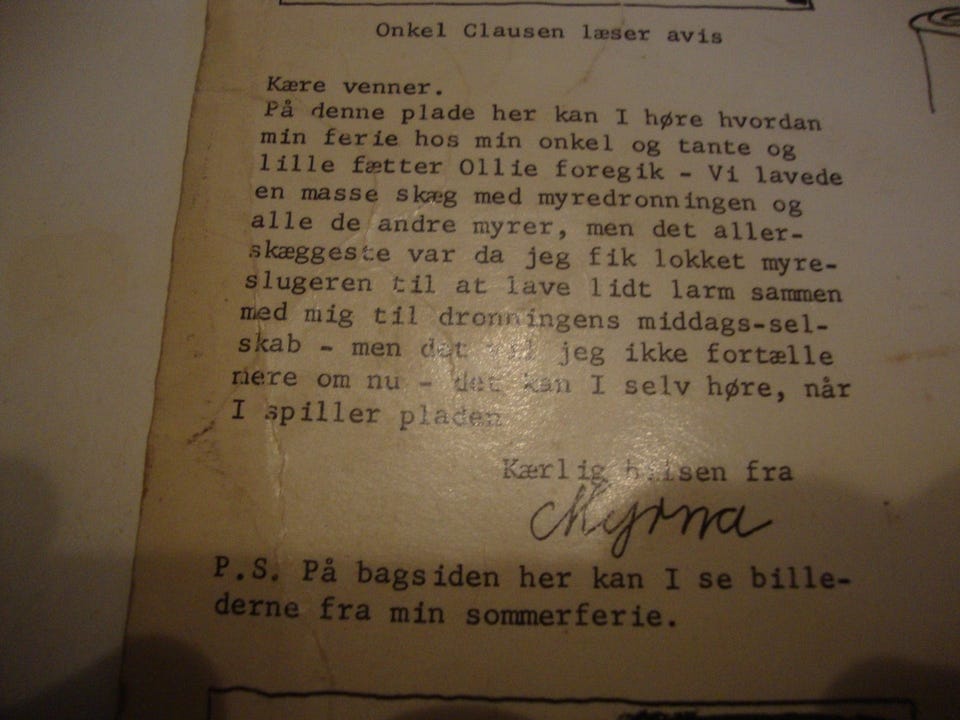 Onkel Clausen læser avis
Kære venner.
På denne plade her kan I høre hvordan
min ferie hos min onkel og tante og
lille fætter Ollie foregik - Vi lavede
en masse skæg med myredronningen og
alle de andre myrer, men det aller-
skæggeste var da jeg fik lokket myre-
slugeren til at lave lidt larm sammen
med mig til dronningens middags-sel-
skab - men det vil jeg ikke fortælle
mere om nu - det kan I selv høre, når
I spiller pladen
Kærlig hilsen fra
Myrna
P.S. På bagsiden her kan I se bille-
derne fra min sommerferie.